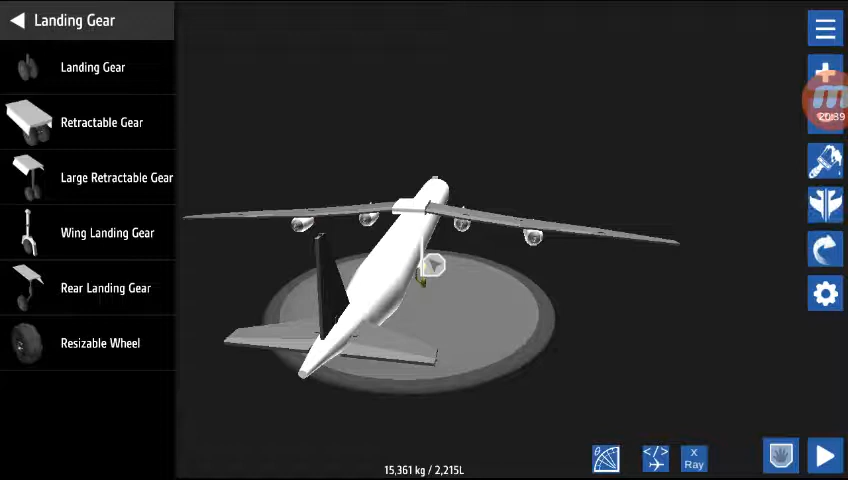 Landing Gear
Landing Gear
Retractable Gear
Large Retractable Gear
Wing Landing Gear
Rear Landing Gear
Resizable Wheel
θ
</>
X
Ray
15,361 kg / 2,215L